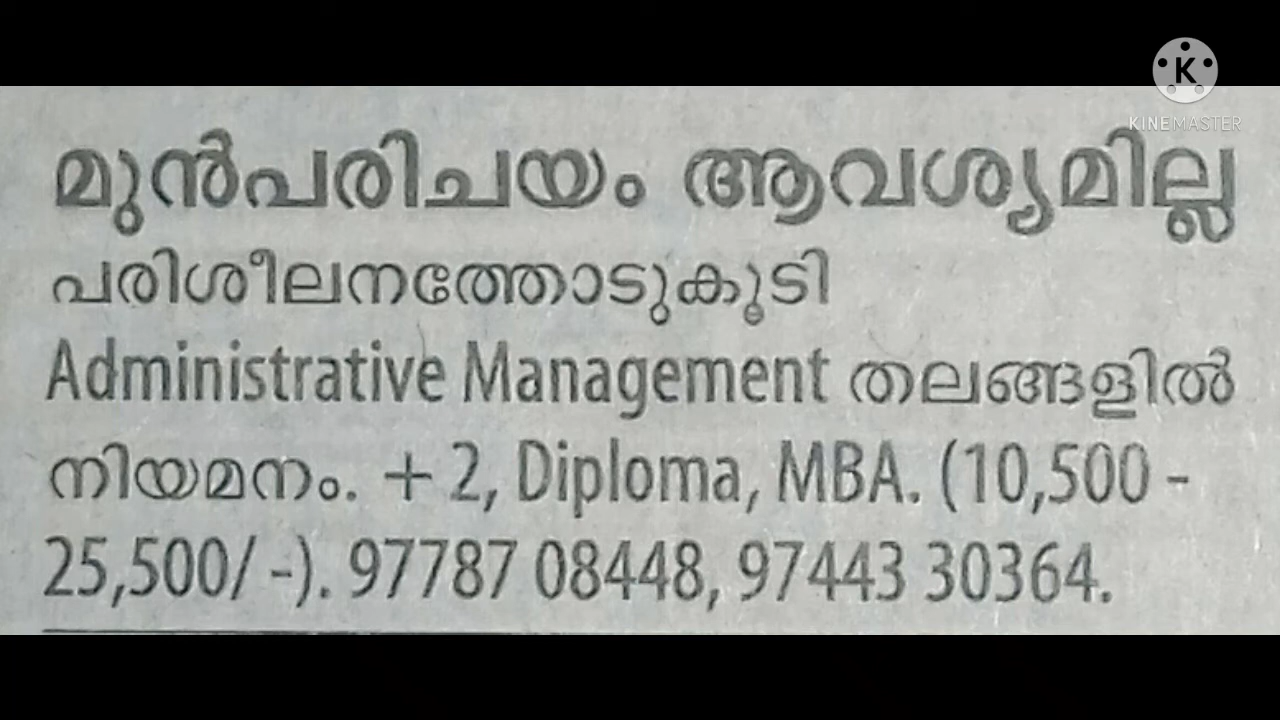 K
KINEMASTER
മുൻപരിചയം ആവശ്യമില്ല
പരിശീലനത്തോടുകൂടി
Administrative Management തലങ്ങളിൽ
നിയമനം. + 2, Diploma, MBA. (10,500 -
25,500/ -). 97787 08448, 97443 30364.